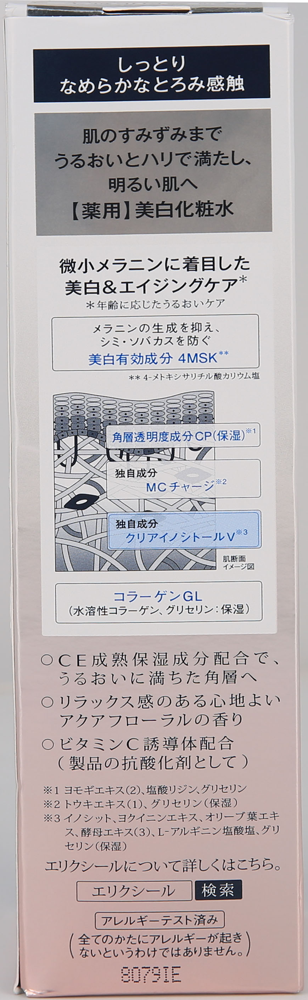 しっとり
なめらかなとろみ感触
肌のすみずみまで
うるおいとハリで満たし、
明るい肌へ
【薬用】美白化粧水
微小メラニンに着目した
美白&エイジングケア*
*年齢に応じたうるおいケア
メラニンの生成を抑え、
シミ・ソバカスを防ぐ
美白有効成分 4MSK**
** 4-メトキシサリチル酸カリウム塩
角層透明度成分CP(保湿)※1
独自成分
MCチャージ※2
独自成分
クリアイノシトールV※3
肌断面
イメージ図
コラーゲンGL
(水溶性コラーゲン、グリセリン:保湿)
○CE成熟保湿成分配合で、
うるおいに満ちた角層へ
○リラックス感のある心地よい
アクアフローラルの香り
○ビタミンC誘導体配合
(製品の抗酸化剤として)
※1 ヨモギエキス(2)、塩酸リジン、グリセリン
※2 トウキエキス(1)、グリセリン(保湿)
※3 イノシット、ヨクイニンエキス、オリーブ葉エキ
ス、酵母エキス(3)、L-アルギニン塩酸塩、グリ
セリン(保湿)
エリクシールについて詳しくはこちら。
エリクシール 検索
アレルギーテスト済み
(全てのかたにアレルギーが起き
ないというわけではありません。)
8079IE